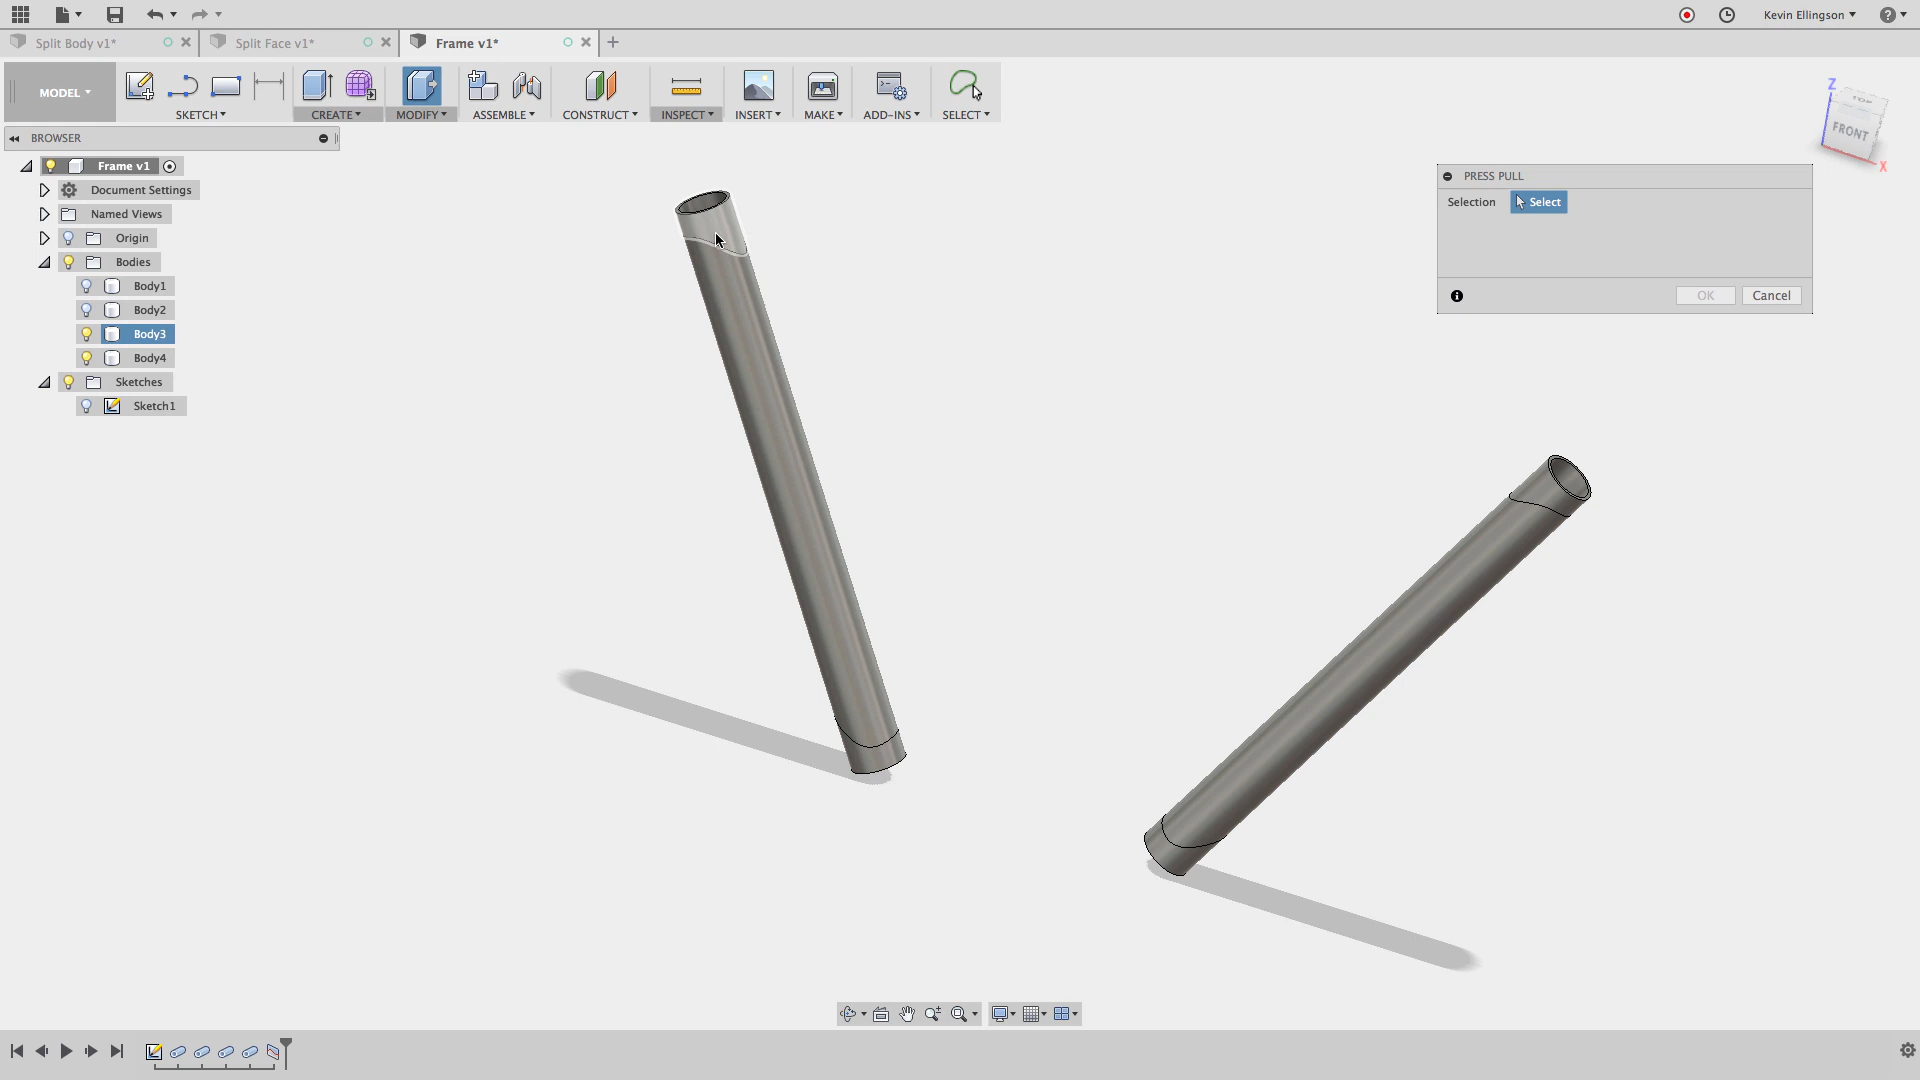 Kevin Ellingson
Split Body v1*
Split Face v1*
Frame v1*
MODEL
SKETCH
CREATE
MODIFY
ASSEMBLE
CONSTRUCT
INSPECT
INSERT
MAKE
ADD-INS
SELECT
BROWSER
Frame v1
Document Settings
Named Views
Origin
Bodies
Body1
Body2
Body3
Body4
Sketches
Sketch1
Z
TOP
FRONT
X
PRESS PULL
Selection
Select
OK
Cancel